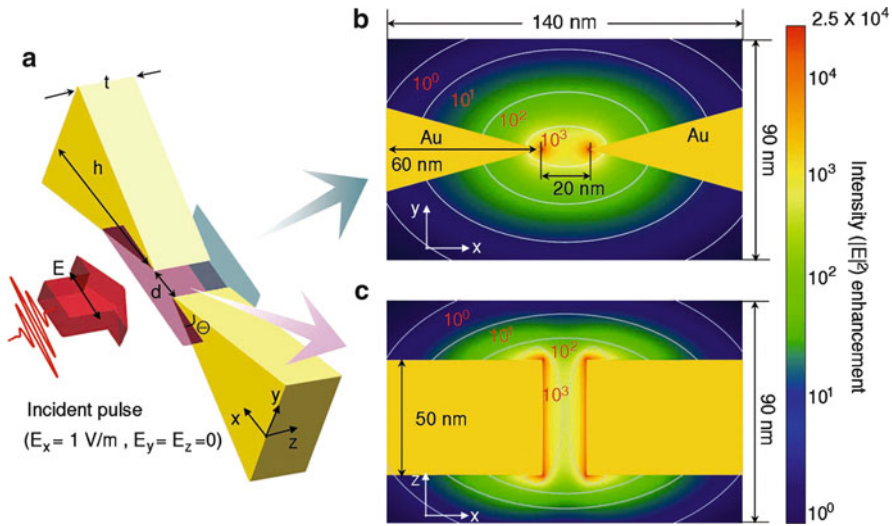 a
t
h
d
E
Θ
x
y
z
Incident pulse
(Eₓ = 1 V/m , E_y = E_z = 0)
b
140 nm
10⁰
10¹
10²
10³
Au
Au
60 nm
20 nm
y
x
90 nm
c
10⁰
10¹
10²
10³
50 nm
z
x
90 nm
2.5 x 10⁴
10⁴
10³
10²
10¹
10⁰
Intensity (|E|²) enhancement